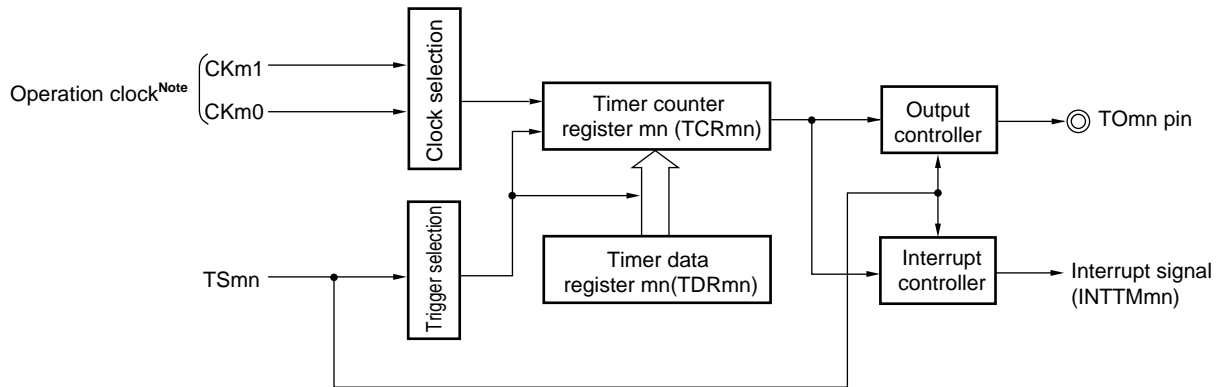 Operation clockNote
CKm1
CKm0
Clock selection
Timer counter
register mn (TCRmn)
Output
controller
TOmn pin
TSmn
Trigger selection
Timer data
register mn(TDRmn)
Interrupt
controller
Interrupt signal
(INTTMmn)